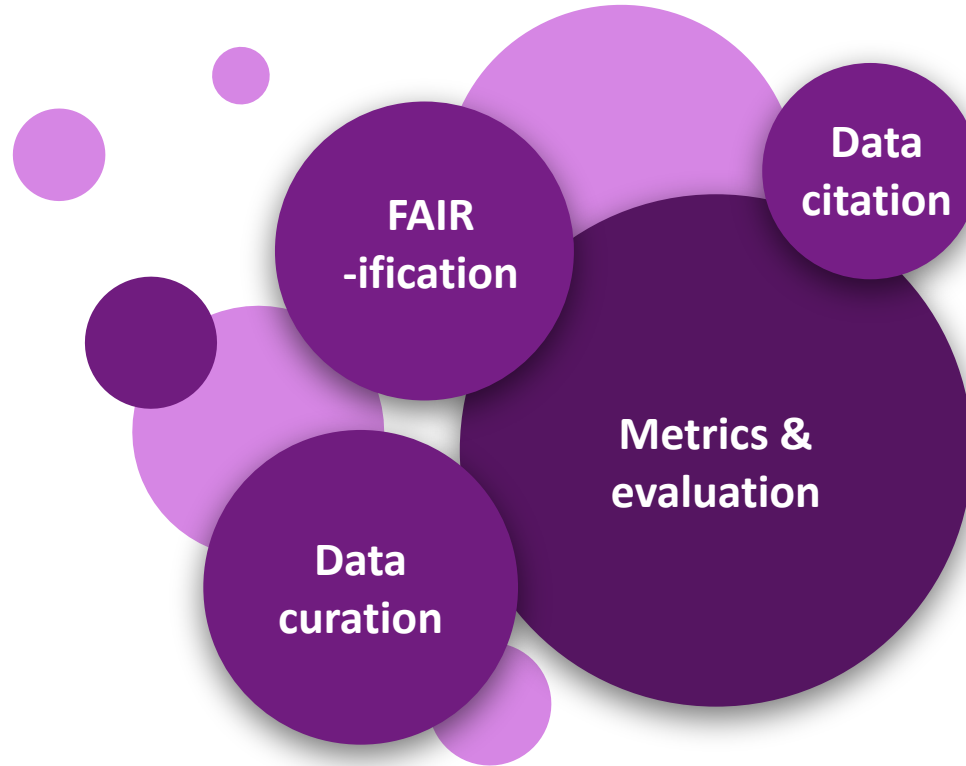 Data
citation
FAIR
-ification
Metrics &
evaluation
Data
curation